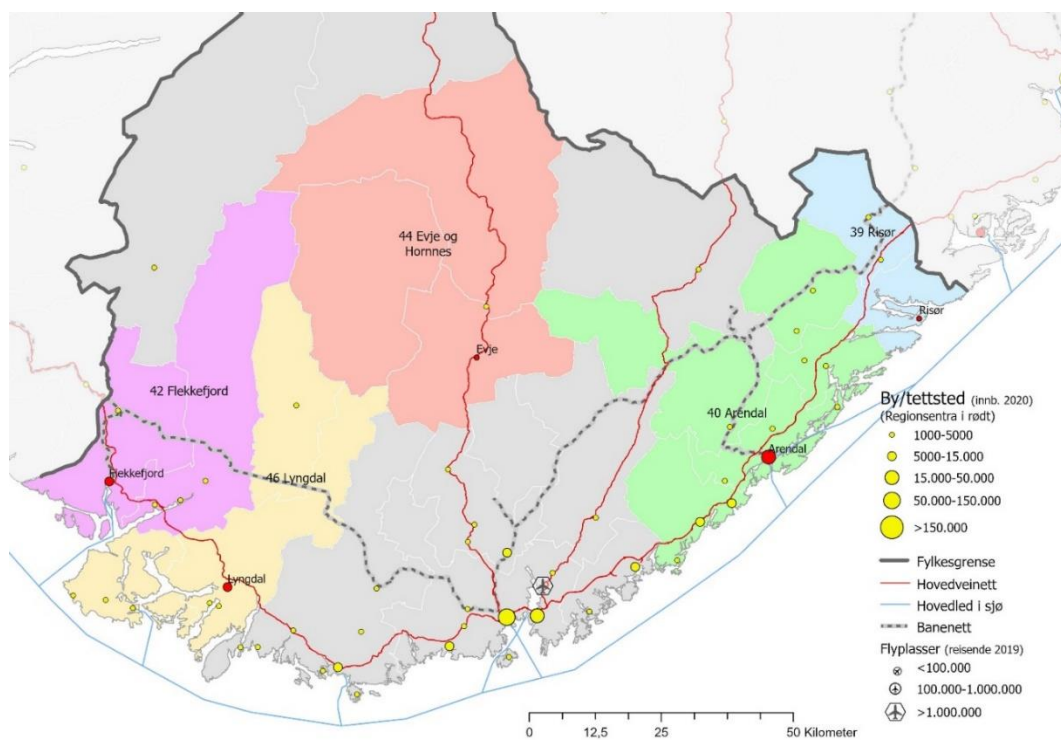 44 Evje og
Hornnes
39 Risør
Risør
Evje
42 Flekkefjord
40 Arendal
Arendal
Flekkefjord
46 Lyngdal
Lyngdal
By/tettsted (innb. 2020)
(Regionsentra i rødt)
1000-5000
5000-15.000
15.000-50.000
50.000-150.000
>150.000
Fylkesgrense
Hovedveinett
Hovedled i sjø
Banenett
Flyplasser (reisende 2019)
<100.000
100.000-1.000.000
>1.000.000
0 12,5 25 50 Kilometer